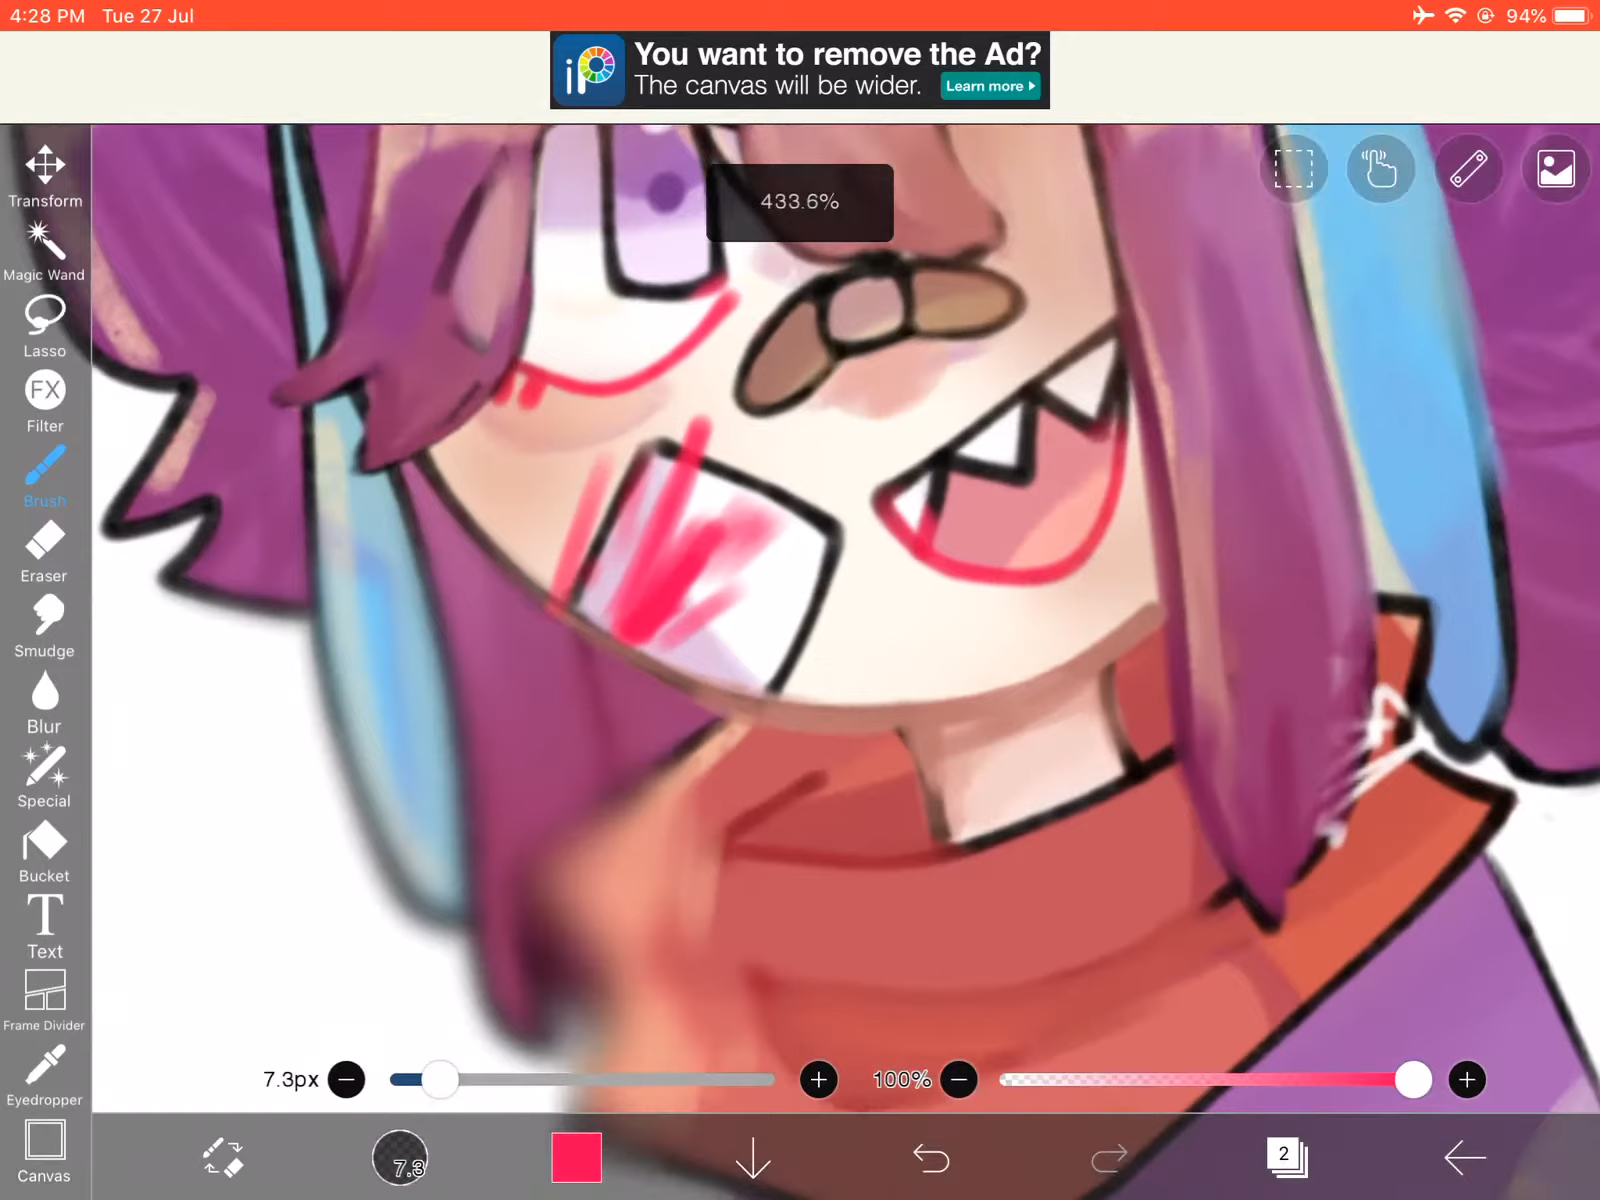 4:28 PM Tue 27 Jul
94%
iP
You want to remove the Ad?
The canvas will be wider.
Learn more
433.6%
Transform
Magic Wand
Lasso
FX
Filter
Brush
Eraser
Smudge
Blur
Special
Bucket
T
Text
Frame Divider
Eyedropper
Canvas
7.3px
100%
7.3
2